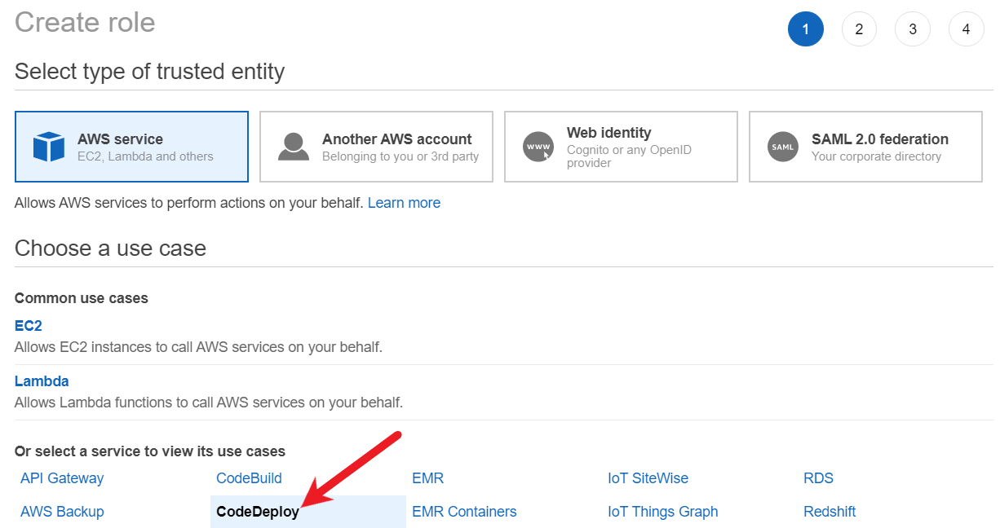 Create role
1 2 3 4
Select type of trusted entity
AWS service
EC2, Lambda and others
Another AWS account
Belonging to you or 3rd party
www
Web identity
Cognito or any OpenID
provider
SAML
SAML 2.0 federation
Your corporate directory
Allows AWS services to perform actions on your behalf. Learn more
Choose a use case
Common use cases
EC2
Allows EC2 instances to call AWS services on your behalf.
Lambda
Allows Lambda functions to call AWS services on your behalf.
Or select a service to view its use cases
API Gateway CodeBuild EMR IoT SiteWise RDS
AWS Backup CodeDeploy EMR Containers IoT Things Graph Redshift